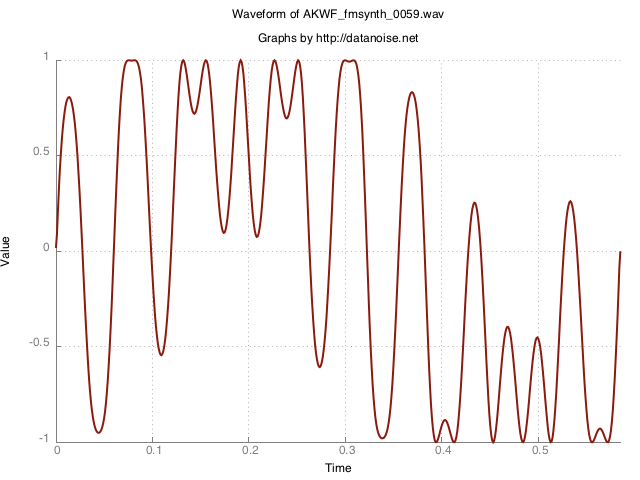 Waveform of AKWF_fmsynth_0059.wav
Graphs by http://datanoise.net
1
0.5
0
-0.5
-1
Value
0 0.1 0.2 0.3 0.4 0.5
Time